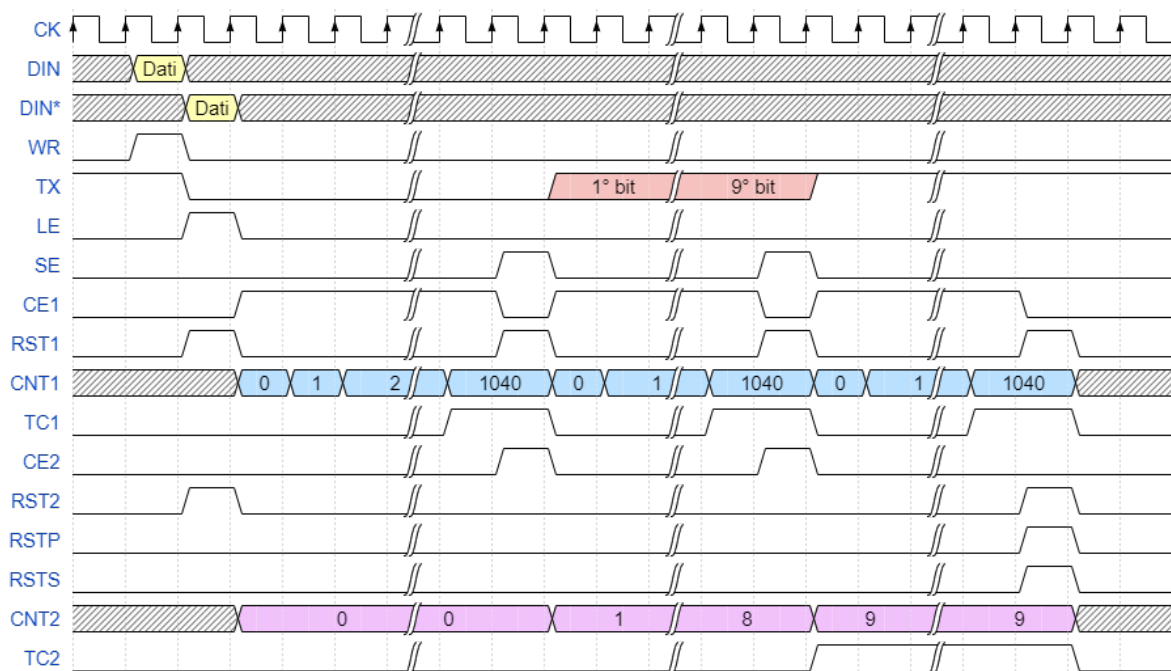 CK
DIN Dati
DIN* Dati
WR
TX 1° bit 9° bit
LE
SE
CE1
RST1
CNT1 0 1 2 1040 0 1 1040 0 1 1040
TC1
CE2
RST2
RSTP
RSTS
CNT2 0 0 1 8 9 9
TC2